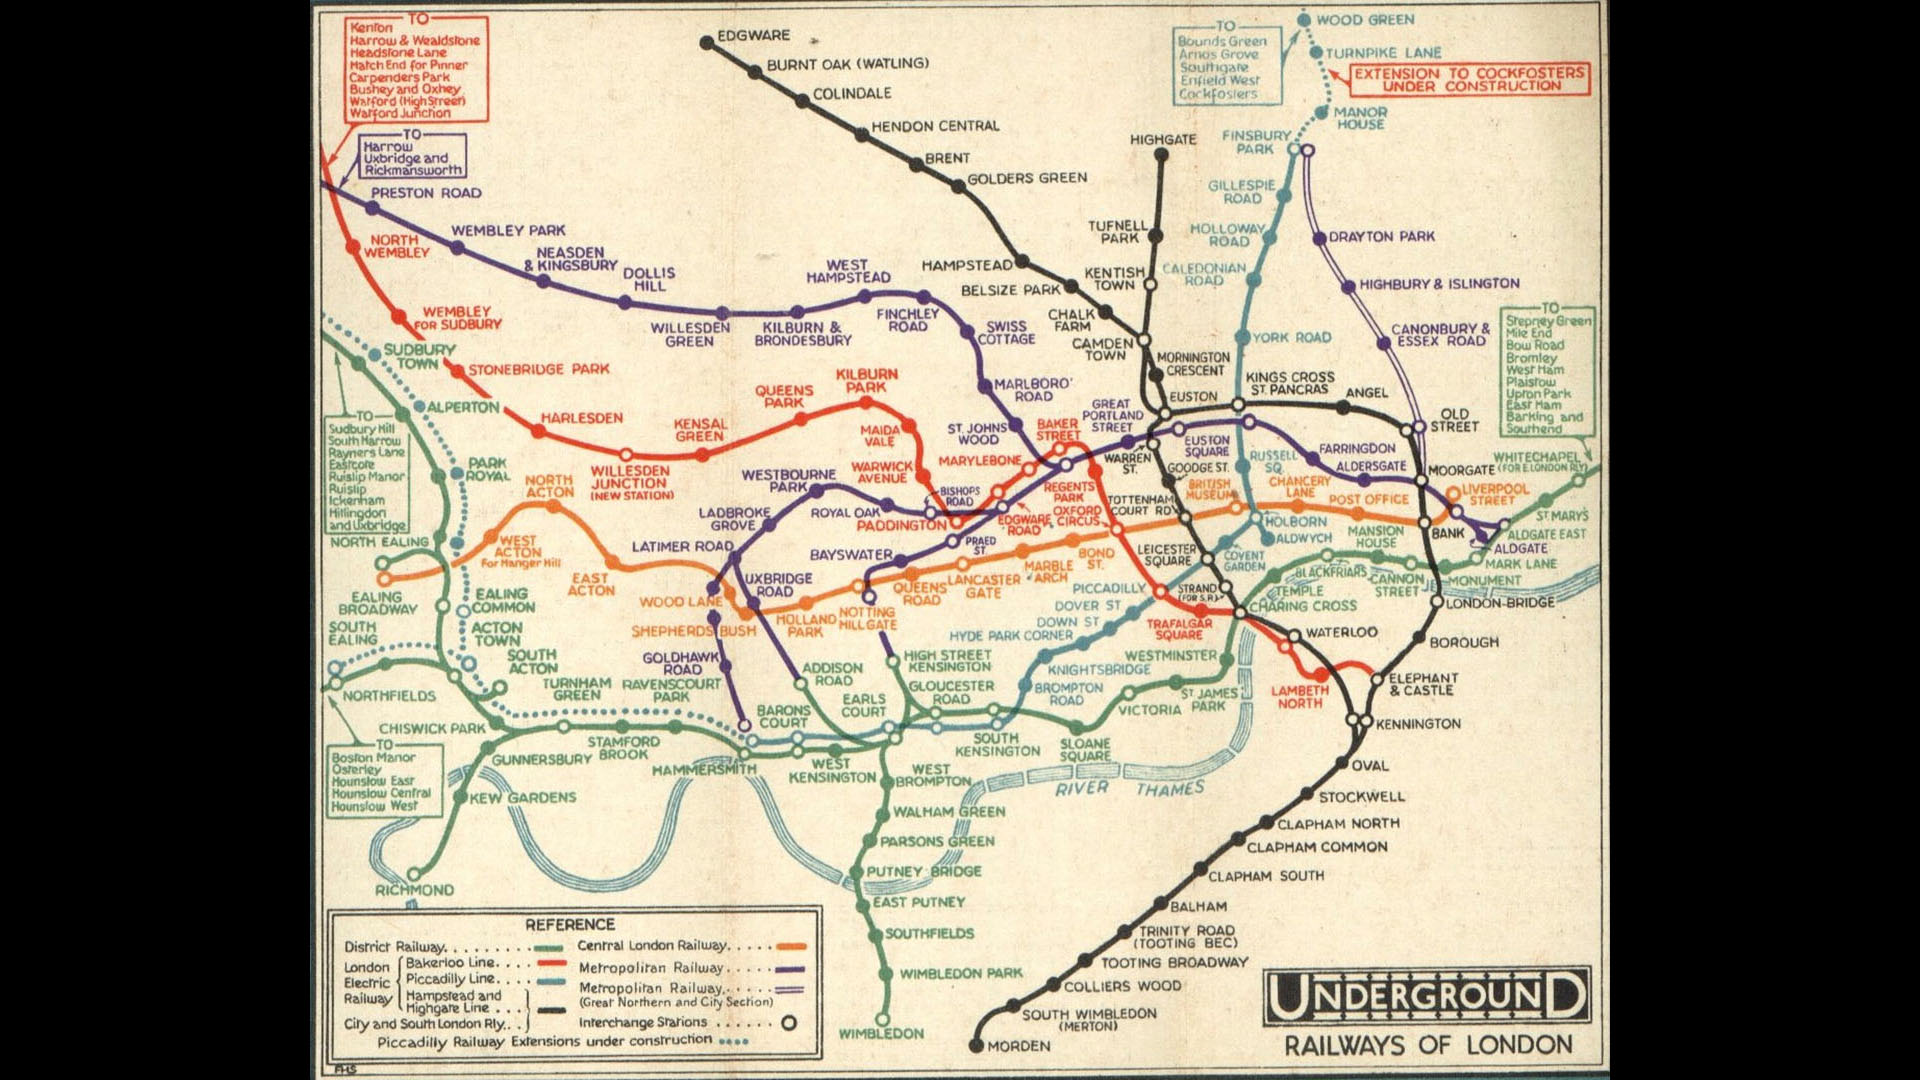 TO
Kenton
Harrow & Wealdstone
Headstone Lane
Hatch End for Pinner
Carpenders Park
Bushey and Oxhey
Watford (High Street)
Watford Junction
TO
Harrow
Uxbridge and
Rickmansworth
EDGWARE
BURNT OAK (WATLING)
COLINDALE
HENDON CENTRAL
BRENT
GOLDERS GREEN
HAMPSTEAD
BELSIZE PARK
CHALK
FARM
CAMDEN
TOWN
HIGHGATE
TUFNELL
PARK
KENTISH
TOWN
MORNINGTON
CRESCENT
EUSTON
TO
Bounds Green
Arnos Grove
Southgate
Enfield West
Cockfosters
WOOD GREEN
TURNPIKE LANE
EXTENSION TO COCKFOSTERS
UNDER CONSTRUCTION
MANOR
HOUSE
FINSBURY
PARK
GILLESPIE
ROAD
HOLLOWAY
ROAD
CALEDONIAN
ROAD
YORK ROAD
KINGS CROSS
ST. PANCRAS
ANGEL
DRAYTON PARK
HIGHBURY & ISLINGTON
CANONBURY &
ESSEX ROAD
OLD
STREET
MOORGATE
TO
Stepney Green
Mile End
Bow Road
Bromley
West Ham
Plaistow
Upton Park
East Ham
Barking and
Southend
WHITECHAPEL
(FOR E. LONDON RLY)
ST MARY'S
ALDGATE EAST
ALDGATE
MARK LANE
MONUMENT
PRESTON ROAD
WEMBLEY PARK
NEASDEN
& KINGSBURY
DOLLIS
HILL
WILLESDEN
GREEN
KILBURN &
BRONDESBURY
WEST
HAMPSTEAD
FINCHLEY
ROAD
SWISS
COTTAGE
MARLBORO'
ROAD
ST. JOHNS
WOOD
NORTH
WEMBLEY
WEMBLEY
FOR SUDBURY
STONEBRIDGE PARK
HARLESDEN
WILLESDEN
JUNCTION
(NEW STATION)
KENSAL
GREEN
QUEENS
PARK
KILBURN
PARK
MAIDA
VALE
WARWICK
AVENUE
PADDINGTON
EDGWARE
ROAD
MARYLEBONE
BAKER
STREET
REGENTS
PARK
OXFORD
CIRCUS
GREAT
PORTLAND
STREET
EUSTON
SQUARE
FARRINGDON
ALDERSGATE
WARREN
ST.
GOODGE ST.
TOTTENHAM
COURT RD
RUSSELL
SQ.
BRITISH
MUSEUM
CHANCERY
LANE
POST OFFICE
LIVERPOOL
STREET
BANK
HOLBORN
ALDWYCH
COVENT
GARDEN
LEICESTER
SQUARE
STRAND
(FOR S.R.)
SUDBURY
TOWN
ALPERTON
PARK
ROYAL
TO
Sudbury Hill
South Harrow
Rayners Lane
Eastcote
Ruislip Manor
Ruislip
Ickenham
Hillingdon
and Uxbridge
NORTH EALING
EALING
BROADWAY
EALING
COMMON
SOUTH
EALING
ACTON
TOWN
SOUTH
ACTON
NORTHFIELDS
CHISWICK PARK
TURNHAM
GREEN
GUNNERSBURY
KEW GARDENS
RICHMOND
STAMFORD
BROOK
RAVENSCOURT
PARK
HAMMERSMITH
BARONS
COURT
WEST
KENSINGTON
EARLS
COURT
ADDISON
ROAD
NORTH
ACTON
WEST
ACTON
For Hanger Hill
EAST
ACTON
WOOD LANE
SHEPHERDS BUSH
HOLLAND
PARK
NOTTING
HILL GATE
QUEENS
ROAD
LANCASTER
GATE
MARBLE
ARCH
BOND
ST.
WESTBOURNE
PARK
ROYAL OAK
BISHOPS
ROAD
LADBROKE
GROVE
LATIMER ROAD
UXBRIDGE
ROAD
GOLDHAWK
ROAD
BAYSWATER
PRAED
ST.
HIGH STREET
KENSINGTON
GLOUCESTER
ROAD
SOUTH
KENSINGTON
SLOANE
SQUARE
VICTORIA
ST. JAMES
PARK
WESTMINSTER
CHARING CROSS
TEMPLE
BLACKFRIARS
MANSION
HOUSE
CANNON
STREET
PICCADILLY
DOVER ST
DOWN ST
HYDE PARK CORNER
KNIGHTSBRIDGE
BROMPTON
ROAD
TRAFALGAR
SQUARE
WATERLOO
LAMBETH
NORTH
ELEPHANT
& CASTLE
LONDON-BRIDGE
BOROUGH
KENNINGTON
OVAL
STOCKWELL
CLAPHAM NORTH
CLAPHAM COMMON
CLAPHAM SOUTH
BALHAM
TRINITY ROAD
(TOOTING BEC)
TOOTING BROADWAY
COLLIERS WOOD
SOUTH WIMBLEDON
(MERTON)
MORDEN
RIVER THAMES
WEST
BROMPTON
WALHAM GREEN
PARSONS GREEN
PUTNEY BRIDGE
EAST PUTNEY
SOUTHFIELDS
WIMBLEDON PARK
WIMBLEDON
TO
Boston Manor
Osterley
Hounslow East
Hounslow Central
Hounslow West
REFERENCE
District Railway
London
Electric
Railway
Bakerloo Line
Piccadilly Line
Hampstead and
Highgate Line
City and South London Rly.
Central London Railway
Metropolitan Railway
Metropolitan Railway
(Great Northern and City Section)
Interchange Stations
Piccadilly Railway Extensions under construction
FHS
UNDERGROUND
RAILWAYS OF LONDON